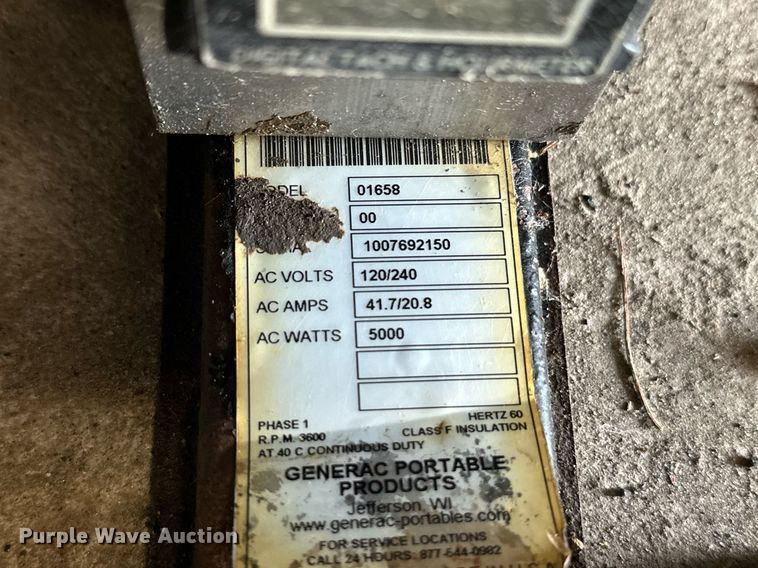 DIGITAL TACH & HOURMETER
01658
00
1007692150
AC VOLTS 120/240
AC AMPS 41.7/20.8
AC WATTS 5000
PHASE 1 HERTZ 60
R.P.M. 3600 CLASS F INSULATION
AT 40 C CONTINUOUS DUTY
GENERAC PORTABLE
PRODUCTS
Jefferson, WI
www.generac-portables.com
FOR SERVICE LOCATIONS
CALL 24 HOURS: 877-544-0982
Purple Wave Auction